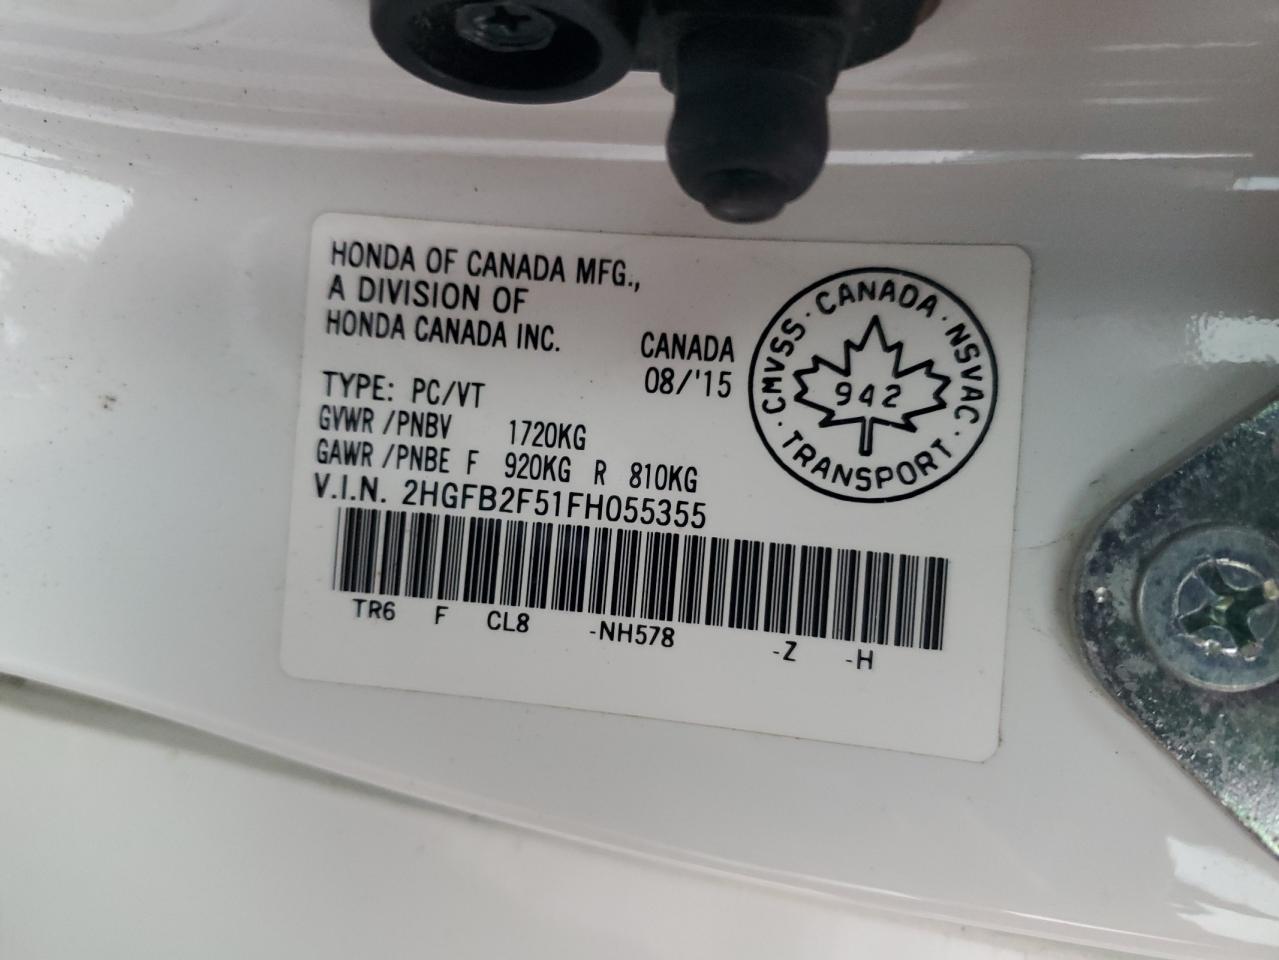 HONDA OF CANADA MFG.,
A DIVISION OF
HONDA CANADA INC.
CANADA
08/'15
TYPE: PC/VT
GVWR /PNBV 1720KG
GAWR /PNBE F 920KG R 810KG
V.I.N. 2HGFB2F51FH055355
TR6 F CL8 -NH578 -Z -H
CMVSS · CANADA · NSVAC · TRANSPORT ·
942